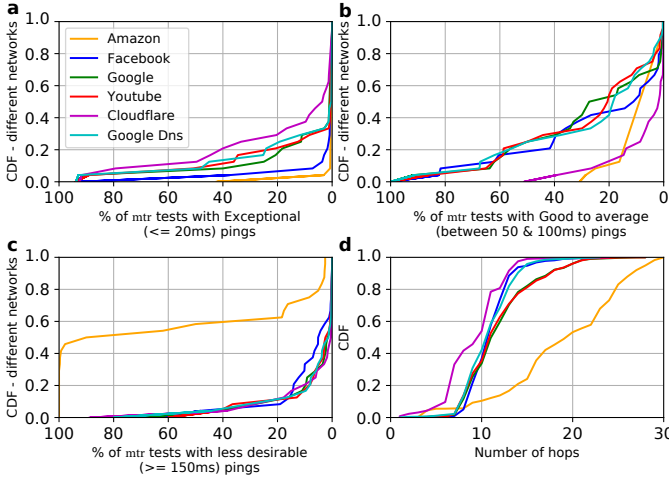 a
CDF - different networks
1.0
0.8
0.6
0.4
0.2
0.0
Amazon
Facebook
Google
Youtube
Cloudflare
Google Dns
100 80 60 40 20 0
% of mtr tests with Exceptional
(<= 20ms) pings
b
CDF - different networks
1.0
0.8
0.6
0.4
0.2
0.0
100 80 60 40 20 0
% of mtr tests with Good to average
(between 50 & 100ms) pings
c
CDF - different networks
1.0
0.8
0.6
0.4
0.2
0.0
100 80 60 40 20 0
% of mtr tests with less desirable
(>= 150ms) pings
d
CDF
1.0
0.8
0.6
0.4
0.2
0.0
0 10 20 30
Number of hops